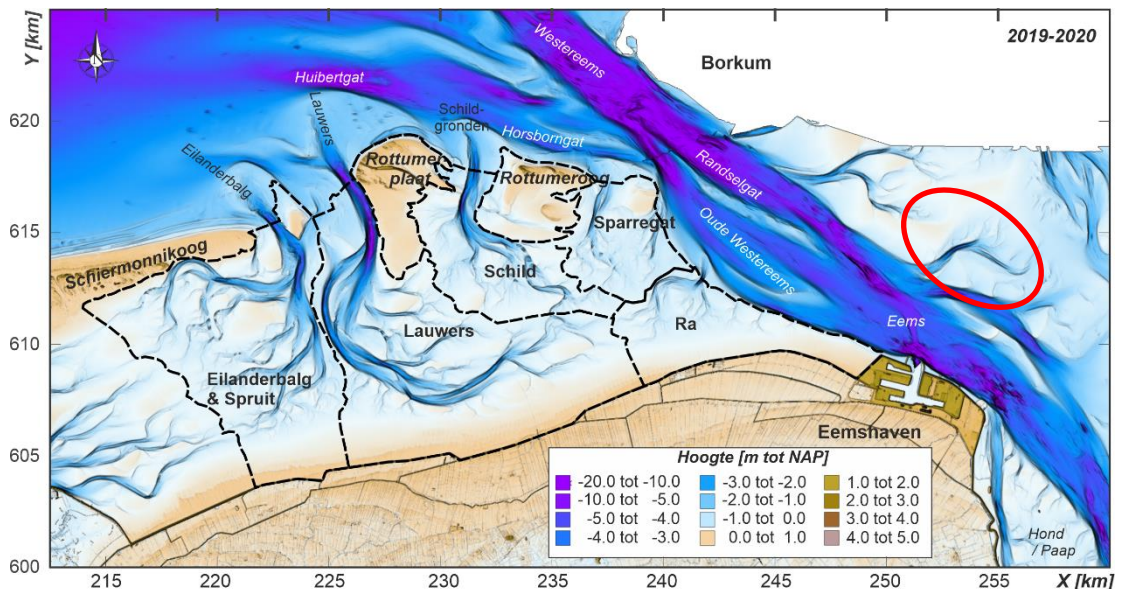 Y [km]
2019-2020
Westereems
Borkum
Huibertgat
Lauwers
Schild-
gronden
620
Horsborngat
Eilanderbalg
Rottumer
plaat
Rottumeroog
Randselgat
Sparregat
Oude Westereems
615
Schiermonnikoog
Schild
Lauwers
Ra
Eems
610
Eilanderbalg
& Spruit
Eemshaven
605
Hoogte [m tot NAP]
-20.0 tot -10.0
-10.0 tot -5.0
-5.0 tot -4.0
-4.0 tot -3.0
-3.0 tot -2.0
-2.0 tot -1.0
-1.0 tot 0.0
0.0 tot 1.0
1.0 tot 2.0
2.0 tot 3.0
3.0 tot 4.0
4.0 tot 5.0
Hond
/ Paap
600
215 220 225 230 235 240 245 250 255 X [km]